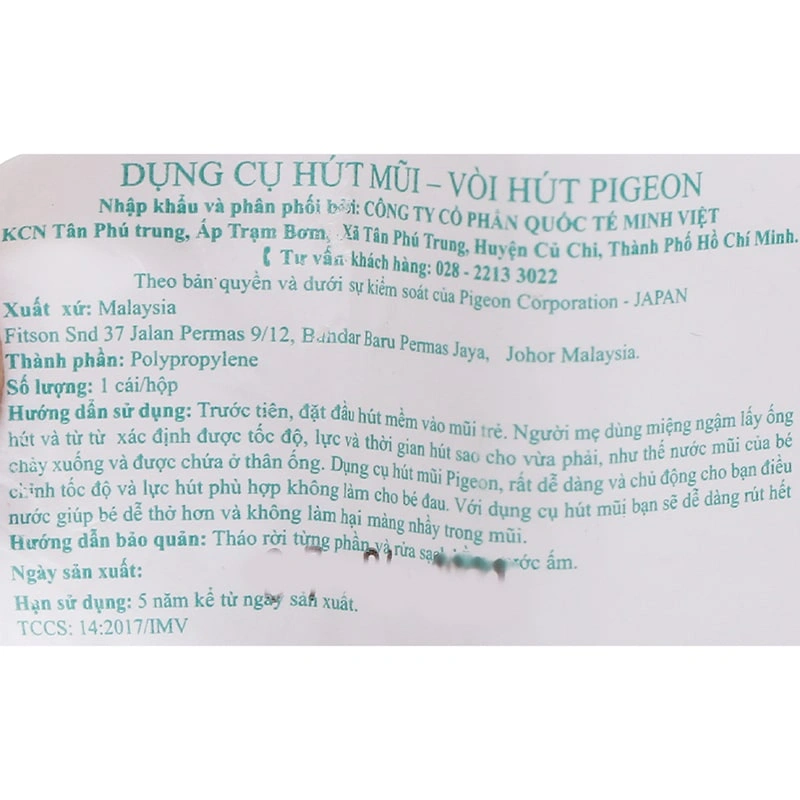 DỤNG CỤ HÚT MŨI – VÒI HÚT PIGEON
Nhập khẩu và phân phối bởi: CÔNG TY CỔ PHẦN QUỐC TẾ MINH VIỆT
KCN Tân Phú trung, Áp Trạm Bơm, Xã Tân Phú Trung, Huyện Củ Chi, Thành Phố Hồ Chí Minh.
Tư vấn khách hàng: 028 - 2213 3022
Theo bản quyền và dưới sự kiểm soát của Pigeon Corporation - JAPAN
Xuất xứ: Malaysia
Fitson Snd 37 Jalan Permas 9/12, Bandar Baru Permas Jaya, Johor Malaysia.
Thành phần: Polypropylene
Số lượng: 1 cái/hộp
Hướng dẫn sử dụng: Trước tiên, đặt đầu hút mềm vào mũi trẻ. Người mẹ dùng miệng ngậm lấy ống
hút và từ từ xác định được tốc độ, lực và thời gian hút sao cho vừa phải, như thế nước mũi của bé
chảy xuống và được chứa ở thân ống. Dụng cụ hút mũi Pigeon, rất dễ dàng và chủ động cho bạn điều
chỉnh tốc độ và lực hút phù hợp không làm cho bé đau. Với dụng cụ hút mũi bạn sẽ dễ dàng rút hết
nước giúp bé dễ thở hơn và không làm hại màng nhầy trong mũi.
Hướng dẫn bảo quản: Tháo rời từng phần và rửa sạch ấm.
Ngày sản xuất:
Hạn sử dụng: 5 năm kể từ ngày sản xuất.
TCCS: 14:2017/IMV